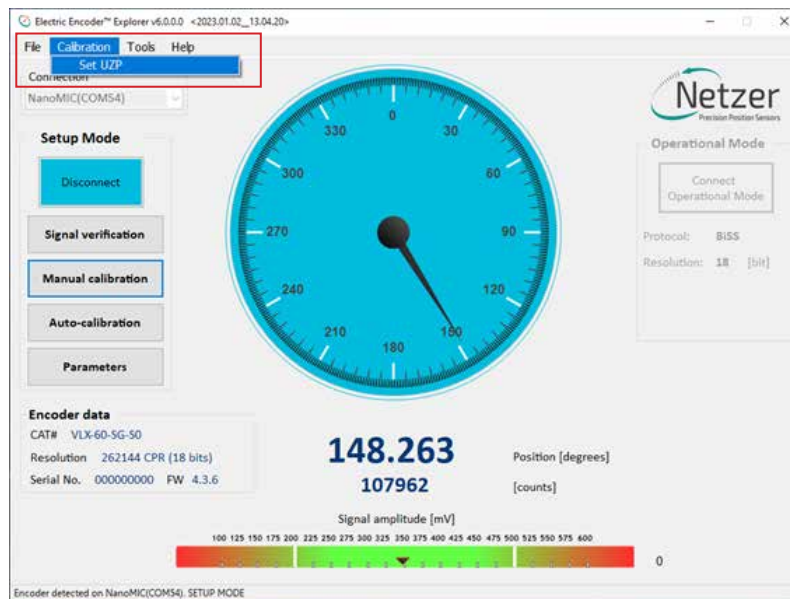 Electric Encoder™ Explorer v6.0.0.0 <2023.01.02__13.04.20>
File Calibration Tools Help
Set UZP
Connection
NanoMIC(COM54)
Setup Mode
Disconnect
Signal verification
Manual calibration
Auto-calibration
Parameters
0
30
60
90
120
150
180
210
240
270
300
330
Netzer
Precision Position Sensors
Operational Mode
Connect
Operational Mode
Protocol: BiSS
Resolution: 18 [bit]
Encoder data
CAT# VLX-60-SG-S0
Resolution 262144 CPR (18 bits)
Serial No. 000000000 FW 4.3.6
148.263 Position [degrees]
107962 [counts]
Signal amplitude [mV]
100 125 150 175 200 225 250 275 300 325 350 375 400 425 450 475 500 525 550 575 600
0
Encoder detected on NanoMIC(COM54). SETUP MODE